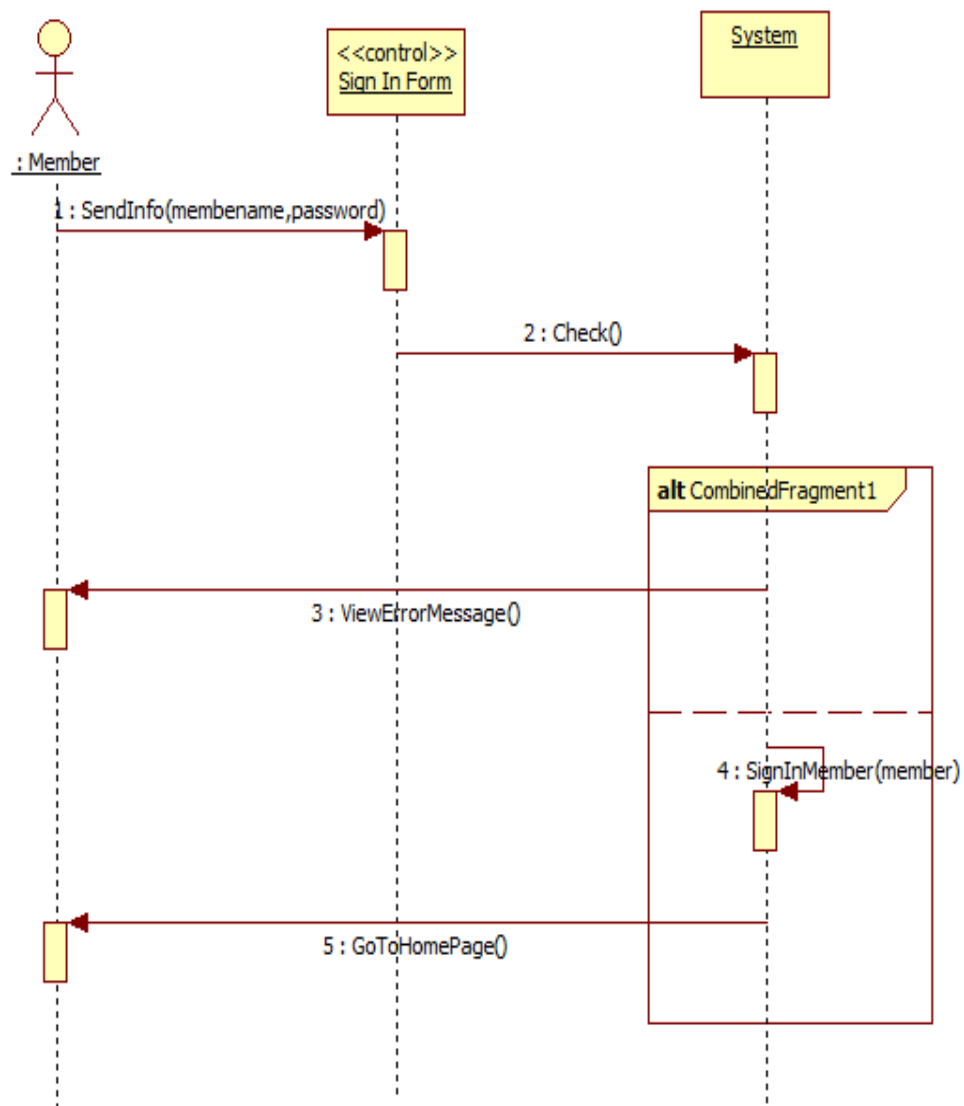 <<control>>
Sign In Form
System
: Member
1 : SendInfo(membename,password)
2 : Check()
alt CombinedFragment1
3 : ViewErrorMessage()
4 : SignInMember(member)
5 : GoToHomePage()